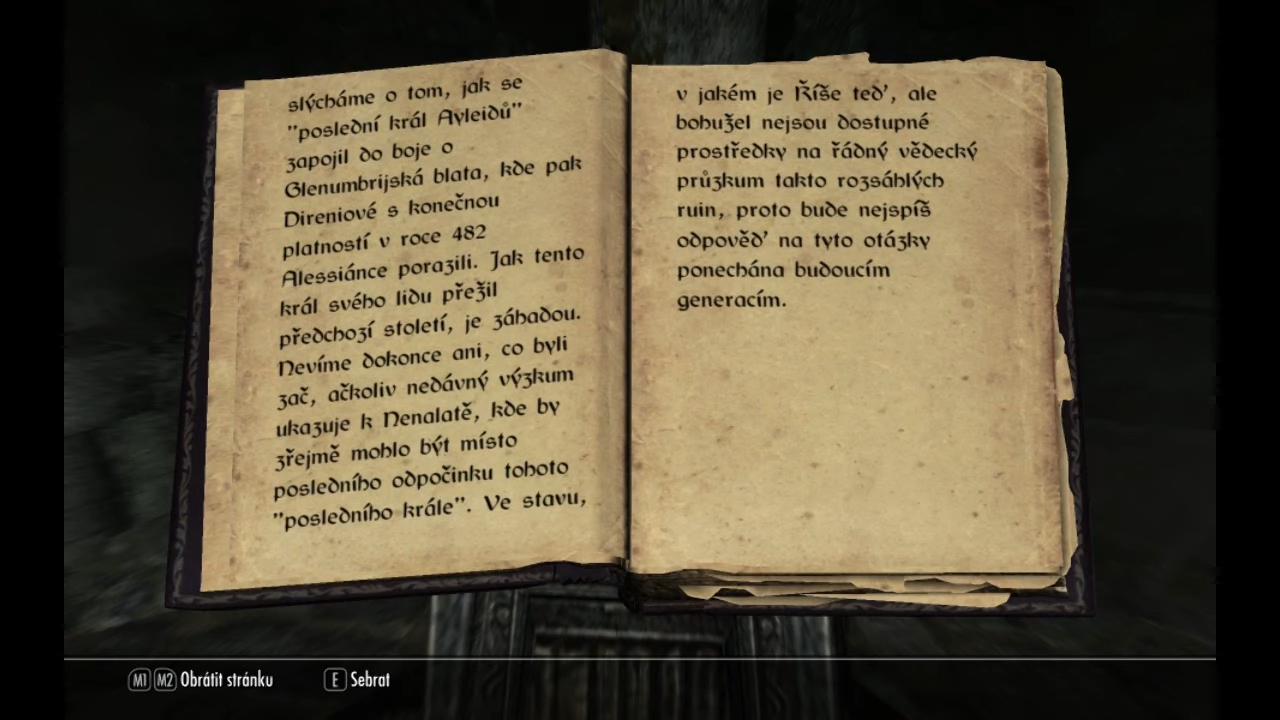 slýcháme o tom, jak se
"poslední král Ayleidů"
zapojil do boje o
Glenumbrijská blata, kde pak
Direniové s konečnou
platností v roce 482
Alessiánce porazili. Jak tento
král svého lidu přežil
předchozí století, je záhadou.
Nevíme dokonce ani, co byli
zač, ačkoliv nedávný výzkum
ukazuje k Nenalatě, kde by
zřejmě mohlo být místo
posledního odpočinku tohoto
"posledního krále". Ve stavu,
v jakém je Říše teď, ale
bohužel nejsou dostupné
prostředky na řádný vědecký
průzkum takto rozsáhlých
ruin, proto bude nejspíš
odpověď na tyto otázky
ponechána budoucím
generacím.
M1 M2 Obrátit stránku
E Sebrat